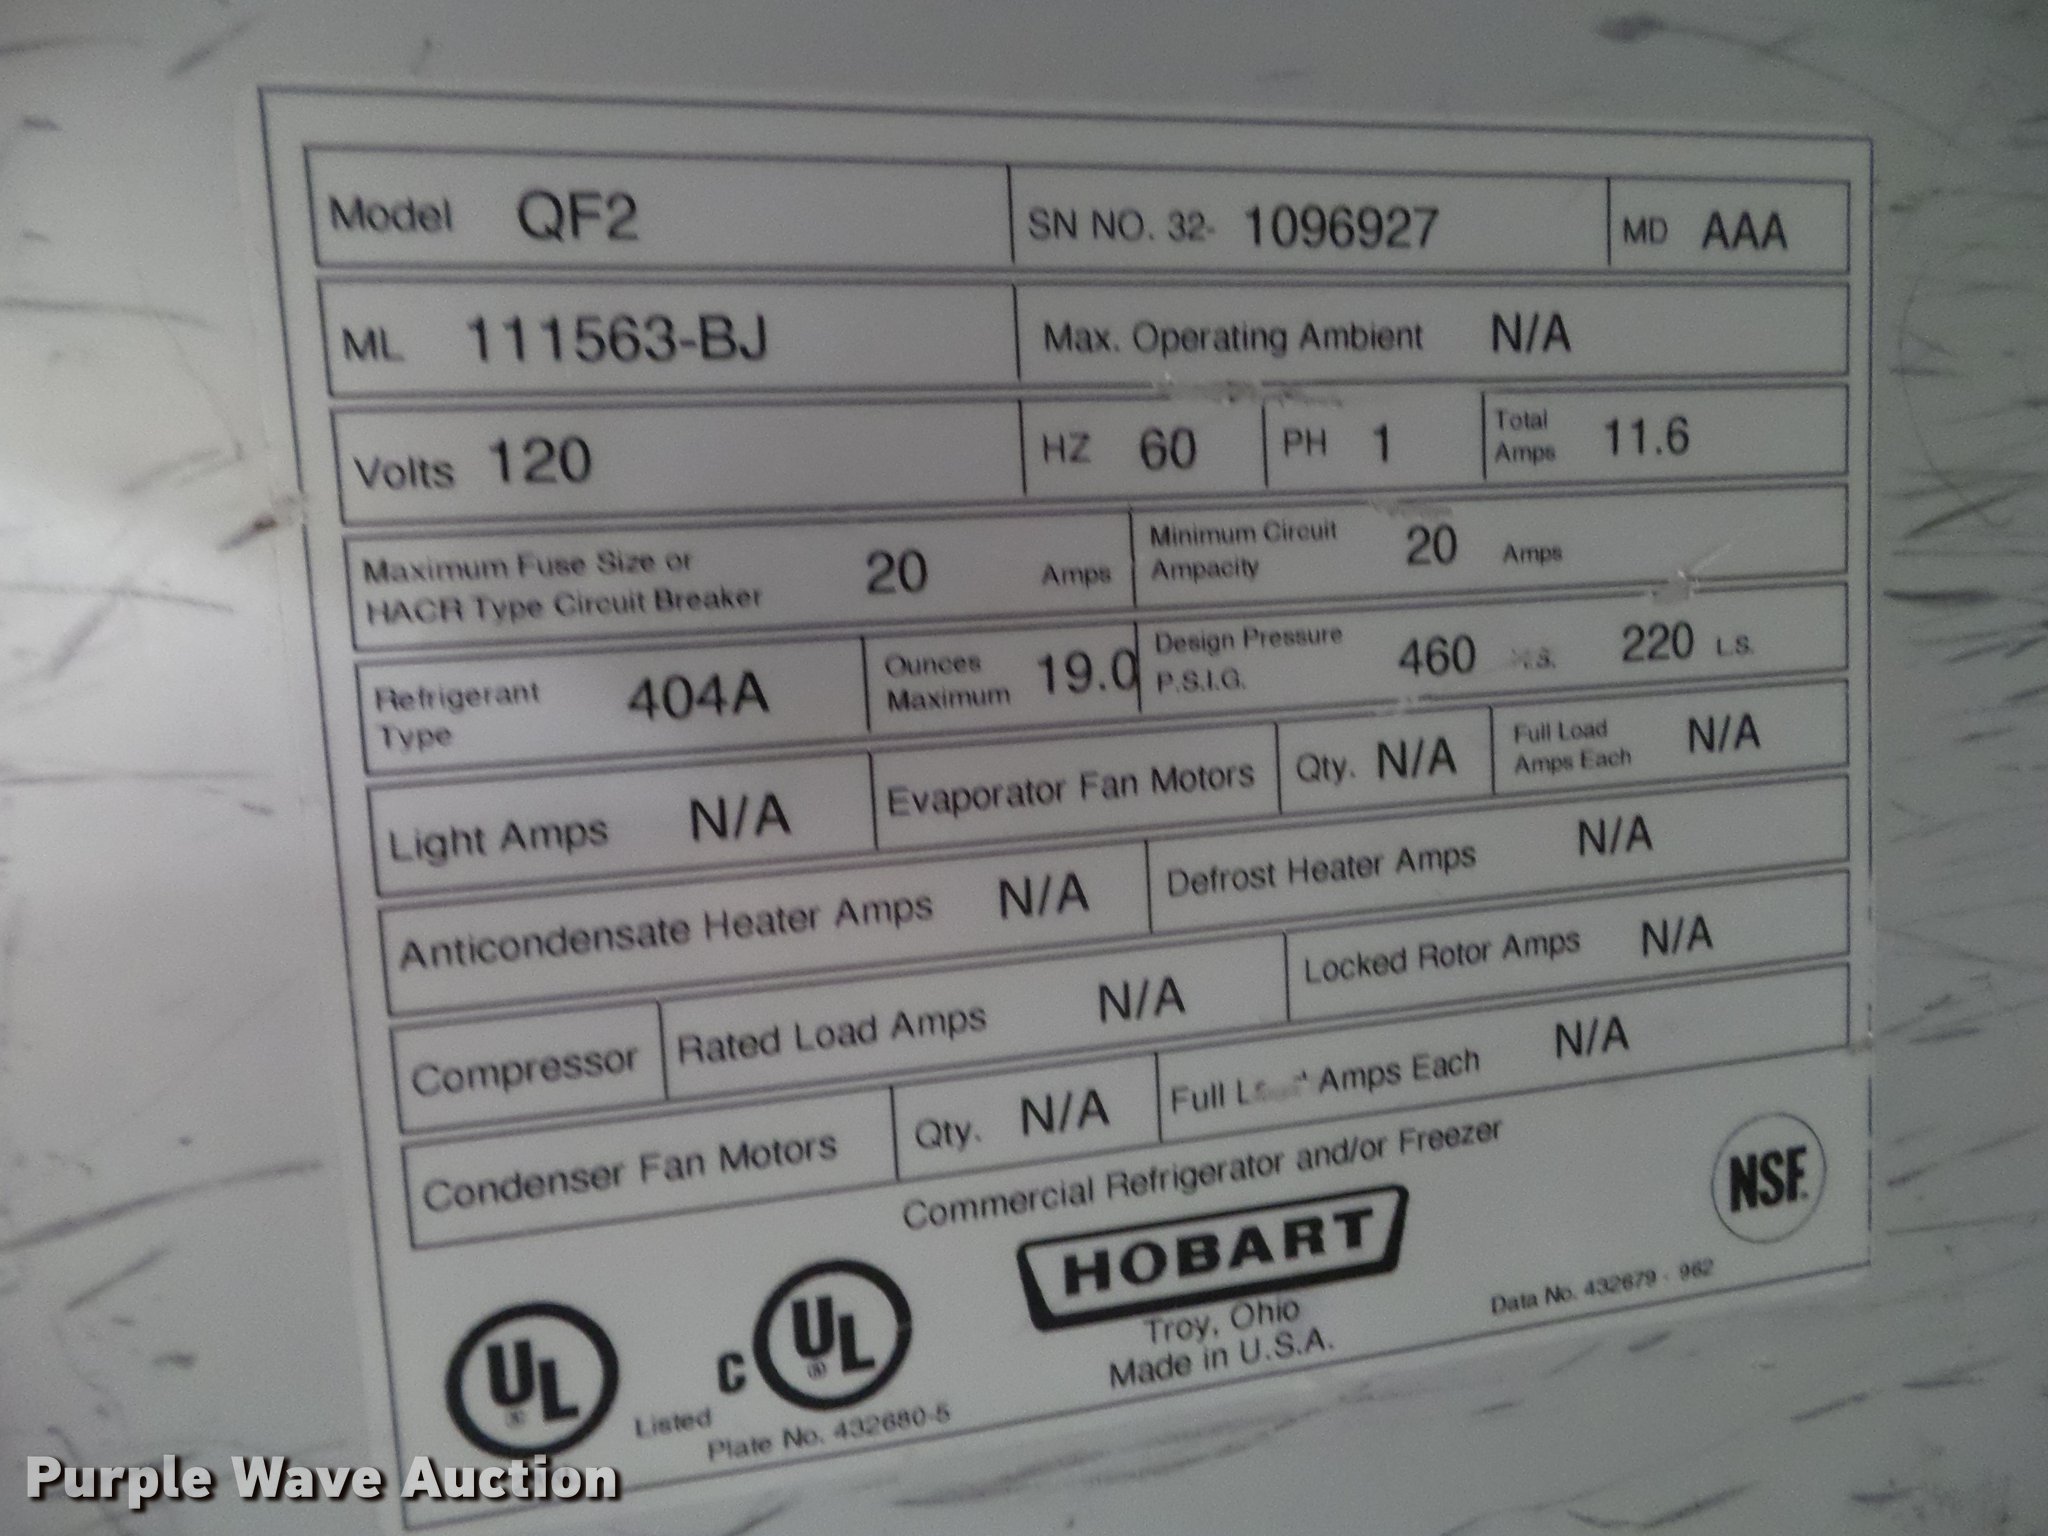 Model QF2 SN NO. 32- 1096927 MD AAA
ML 111563-BJ Max. Operating Ambient N/A
Volts 120 HZ 60 PH 1 Total Amps 11.6
Maximum Fuse Size or HACR Type Circuit Breaker 20 Amps Minimum Circuit Ampacity 20 Amps
Refrigerant Type 404A Ounces Maximum 19.0 Design Pressure P.S.I.G. 460 220 L.S.
Light Amps N/A Evaporator Fan Motors Qty. N/A Full Load Amps Each N/A
Anticondensate Heater Amps N/A Defrost Heater Amps N/A
Compressor Rated Load Amps N/A Locked Rotor Amps N/A
Condenser Fan Motors Qty. N/A Full Amps Each N/A
Commercial Refrigerator and/or Freezer
NSF.
HOBART
Troy, Ohio
Made in U.S.A.
Data No. 432679 - 962
UL ®
Listed
C UL ®
Plate No. 432680-5
Purple Wave Auction